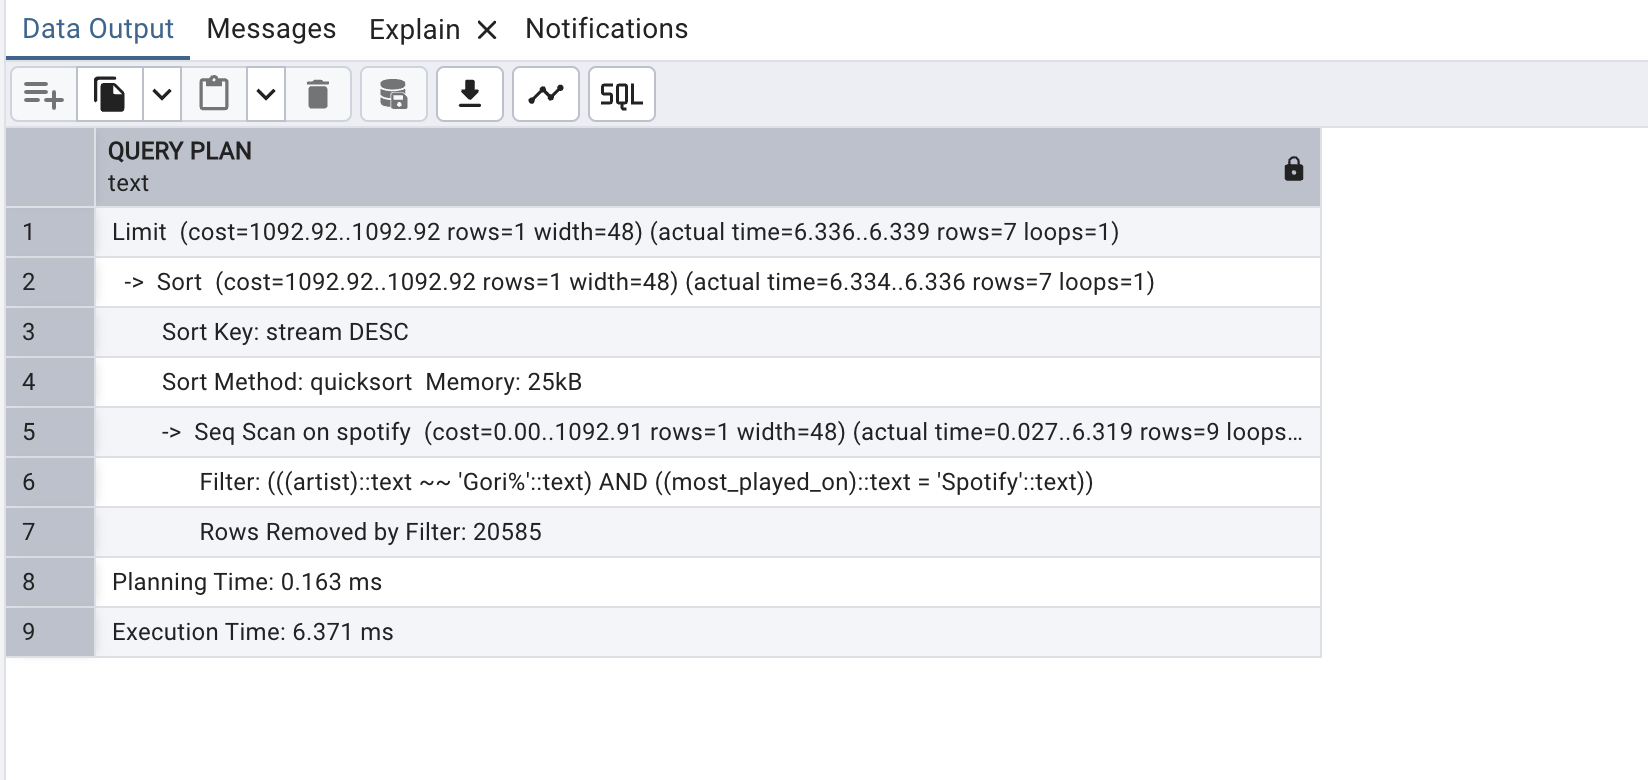 Data Output Messages Explain Notifications
SQL
QUERY PLAN
text
1 Limit (cost=1092.92..1092.92 rows=1 width=48) (actual time=6.336..6.339 rows=7 loops=1)
2 -> Sort (cost=1092.92..1092.92 rows=1 width=48) (actual time=6.334..6.336 rows=7 loops=1)
3 Sort Key: stream DESC
4 Sort Method: quicksort Memory: 25kB
5 -> Seq Scan on spotify (cost=0.00..1092.91 rows=1 width=48) (actual time=0.027..6.319 rows=9 loops...
6 Filter: (((artist)::text ~~ 'Gori%'::text) AND ((most_played_on)::text = 'Spotify'::text))
7 Rows Removed by Filter: 20585
8 Planning Time: 0.163 ms
9 Execution Time: 6.371 ms